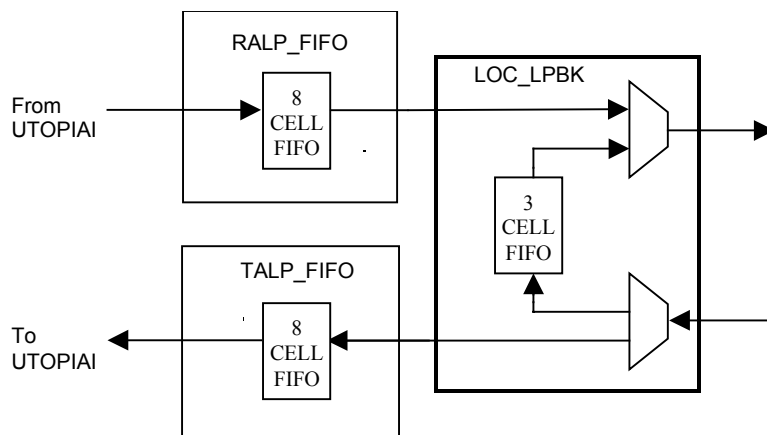 RALP_FIFO
LOC_LPBK
From
UTOPIAI
8
CELL
FIFO
3
CELL
FIFO
TALP_FIFO
To
UTOPIAI
8
CELL
FIFO